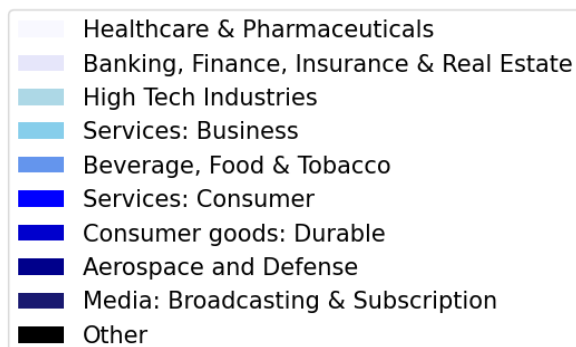 Healthcare & Pharmaceuticals
Banking, Finance, Insurance & Real Estate
High Tech Industries
Services: Business
Beverage, Food & Tobacco
Services: Consumer
Consumer goods: Durable
Aerospace and Defense
Media: Broadcasting & Subscription
Other